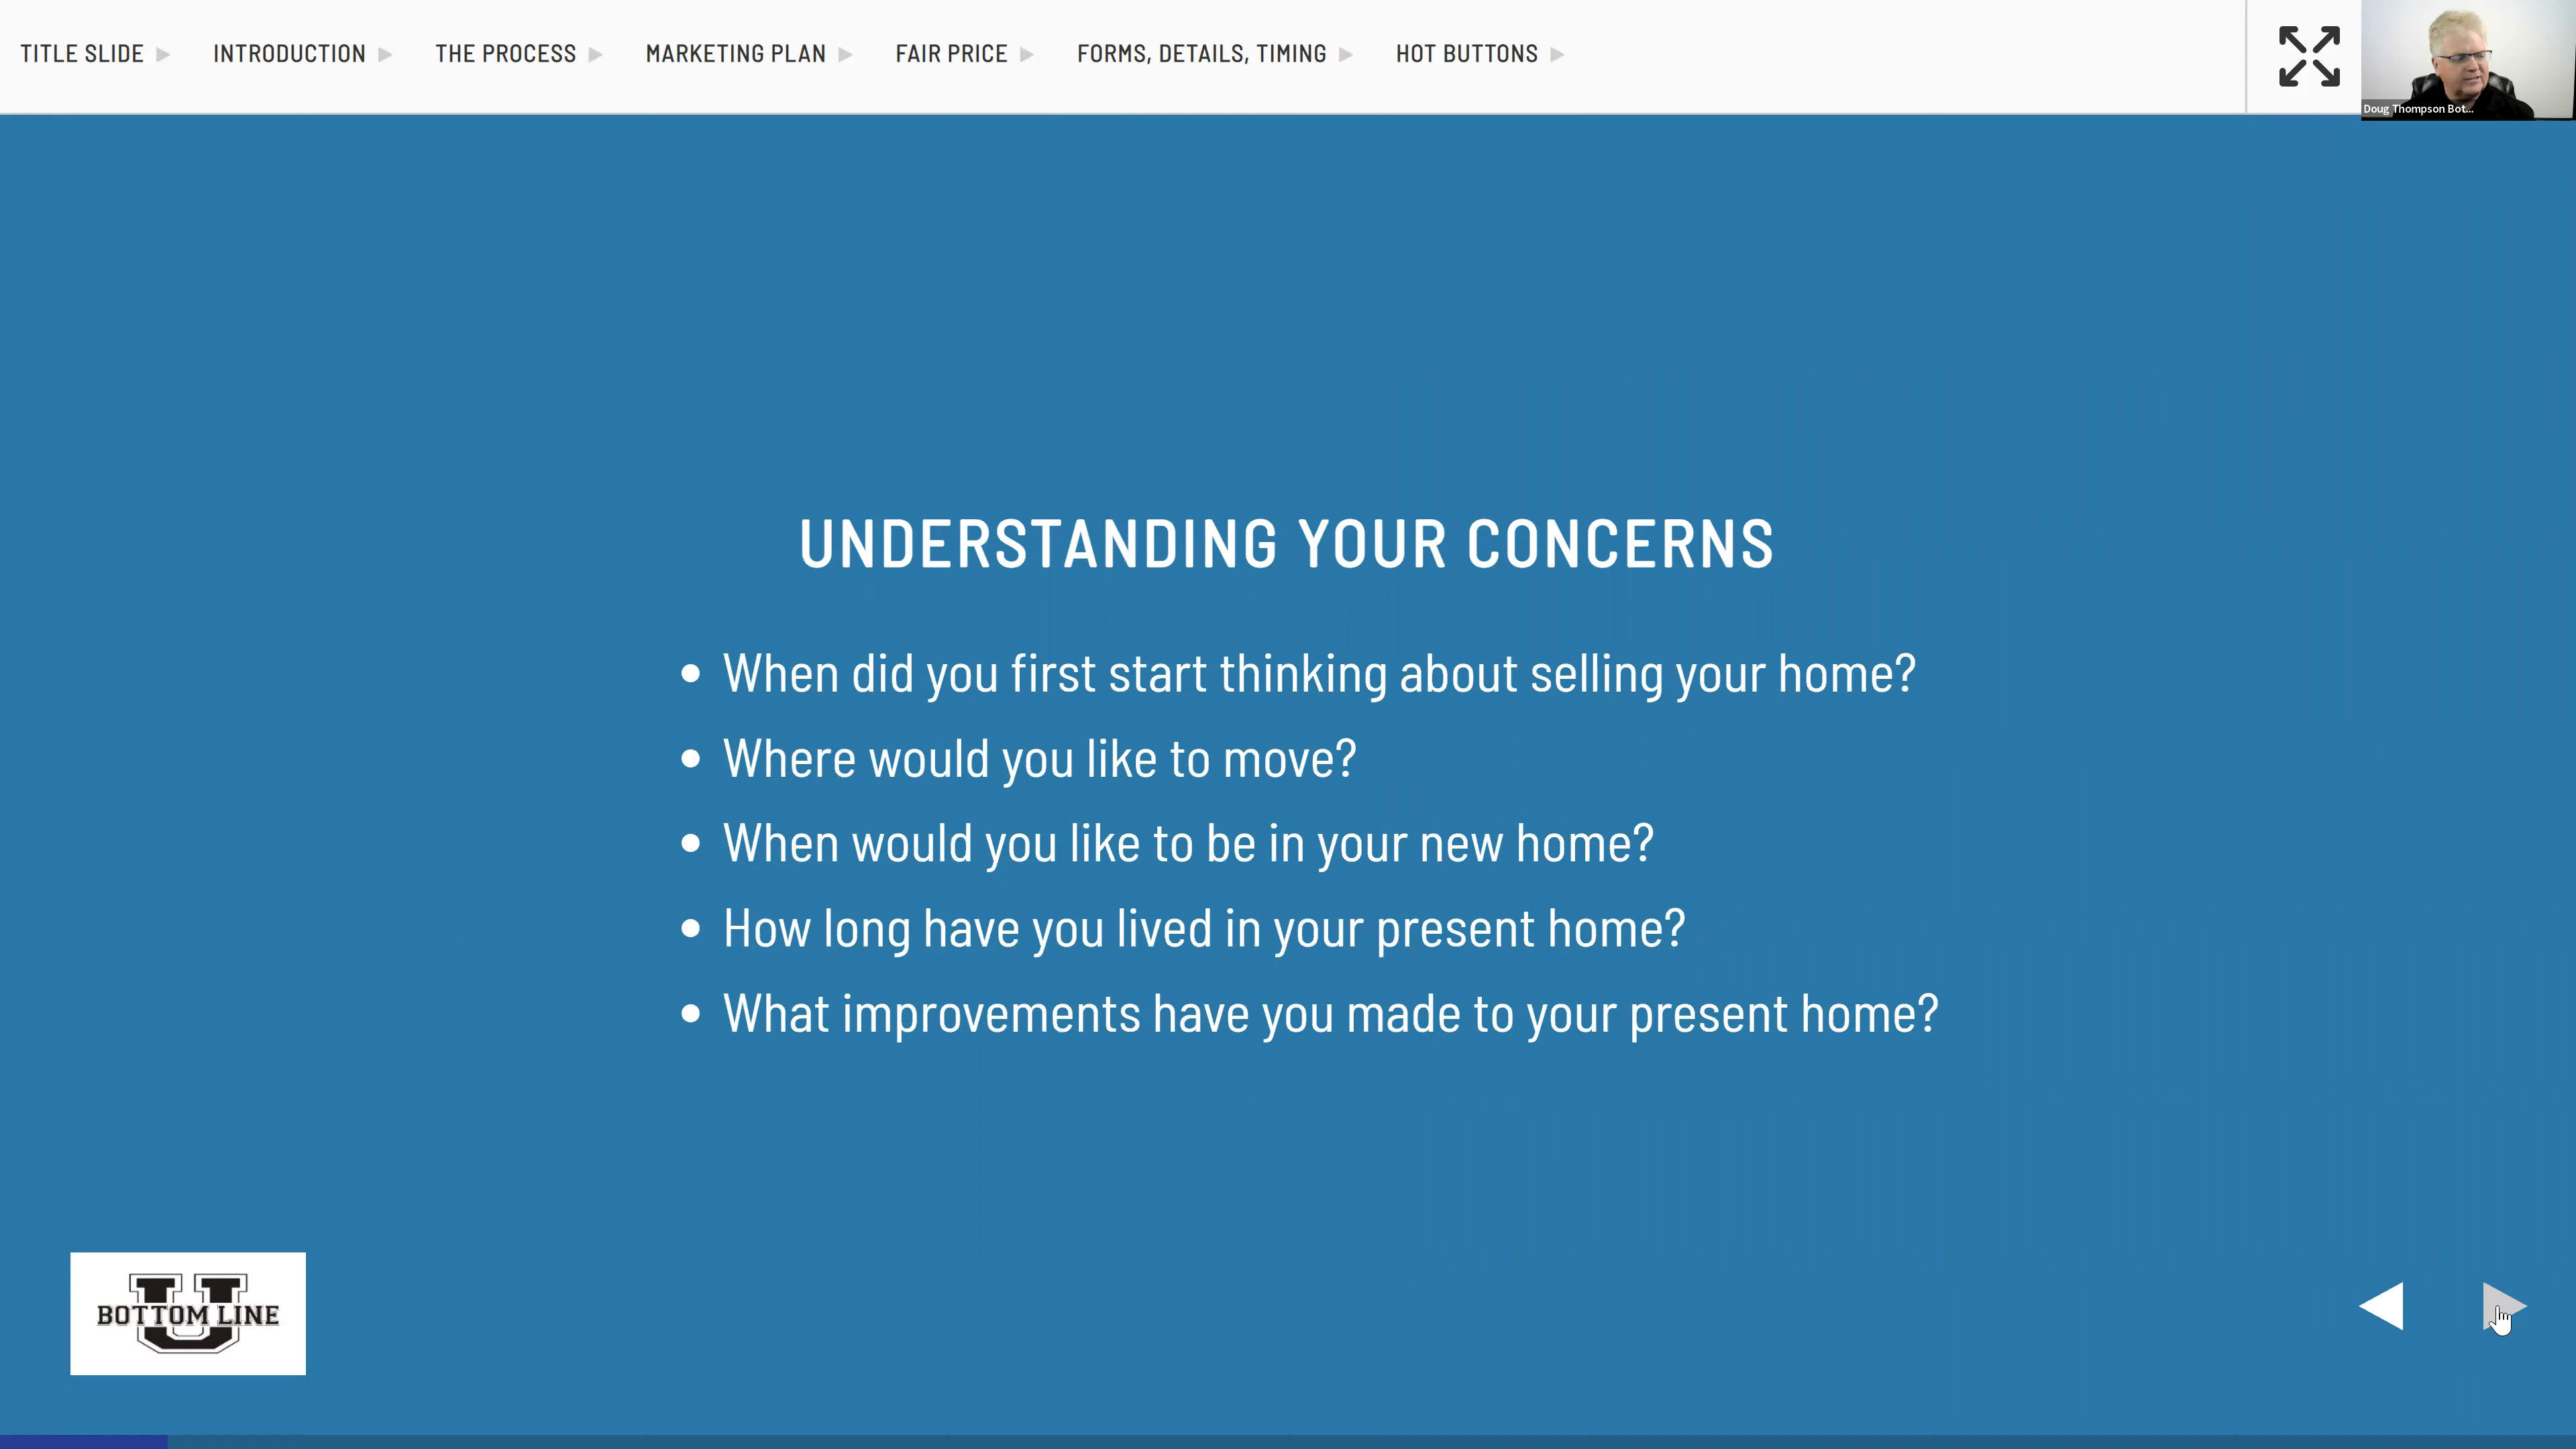 TITLE SLIDE
INTRODUCTION
THE PROCESS
MARKETING PLAN
FAIR PRICE
FORMS, DETAILS, TIMING
HOT BUTTONS
Doug Thompson Bot...
UNDERSTANDING YOUR CONCERNS
• When did you first start thinking about selling your home?
• Where would you like to move?
• When would you like to be in your new home?
• How long have you lived in your present home?
• What improvements have you made to your present home?
U
BOTTOM LINE